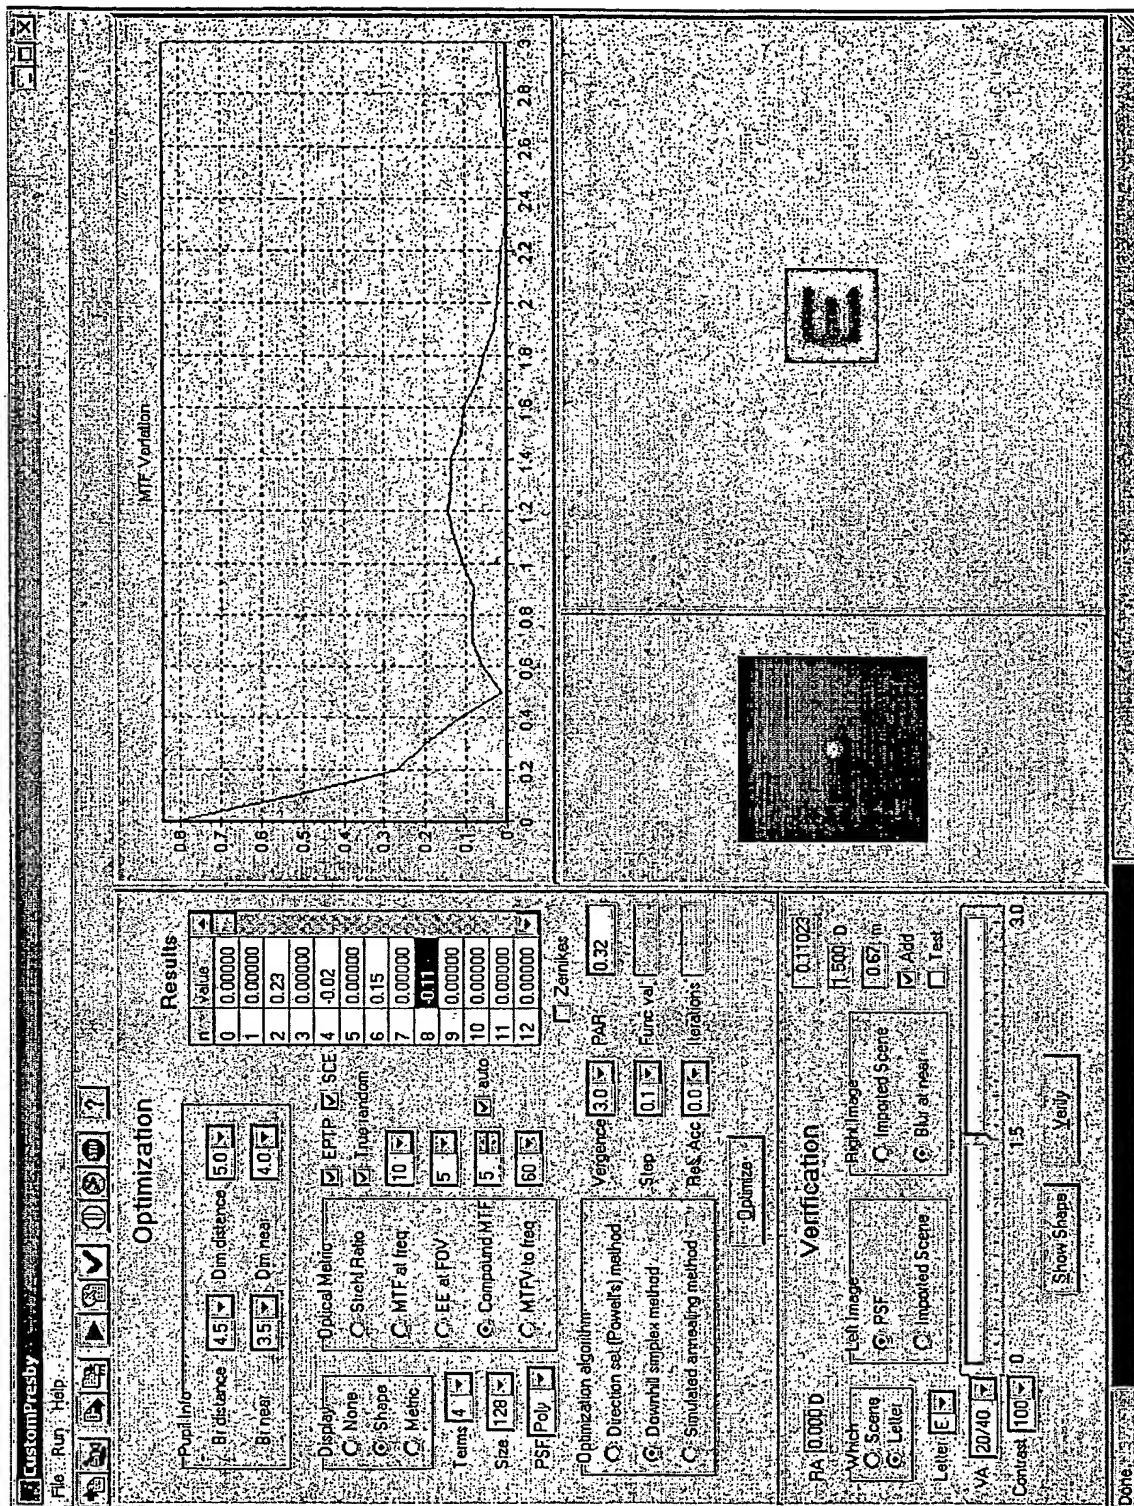 CustomPresby
File Run Help
Optimization
Pupil Info
Bri distance 4.5 Dim distance 5.0
Bri near 3.5 Dim near 4.0
Display
None
Shape
Metric
Terms 4
Size 128
PSF Poly
Optical Metric
Strehl Ratio
MTF at freq
EE at FOV
Compound MTF
MTFV to freq
EPTP SCE
True random
10
5
5 auto
60
Results
n value
0 0.00000
1 0.00000
2 0.23
3 0.00000
4 -0.02
5 0.00000
6 0.15
7 0.00000
8 -0.11
9 0.00000
10 0.00000
11 0.00000
12 0.00000
Zernikes
Optimization algorithm
Direction set (Powell's) method
Downhill simplex method
Simulated annealing method
Vergence 3.0 PAR 0.32
Step 0.1 Func val
Res. Acc. 0.0 Iterations
Optimize
Verification
RA 0.000 D
Which
Scene
Letter
Letter E
VA 20/40
Contrast 100
Left Image
PSF
Imported Scene
Right Image
Imported Scene
Blur at near
0.11023
1.500 D
0.67 m
Add
Test
0 1.5 3.0
Show Shape
Verify
MTF Variation
0.8
0.7
0.6
0.5
0.4
0.3
0.2
0.1
0
0 0.2 0.4 0.6 0.8 1 1.2 1.4 1.6 1.8 2 2.2 2.4 2.6 2.8 3
E
Done.